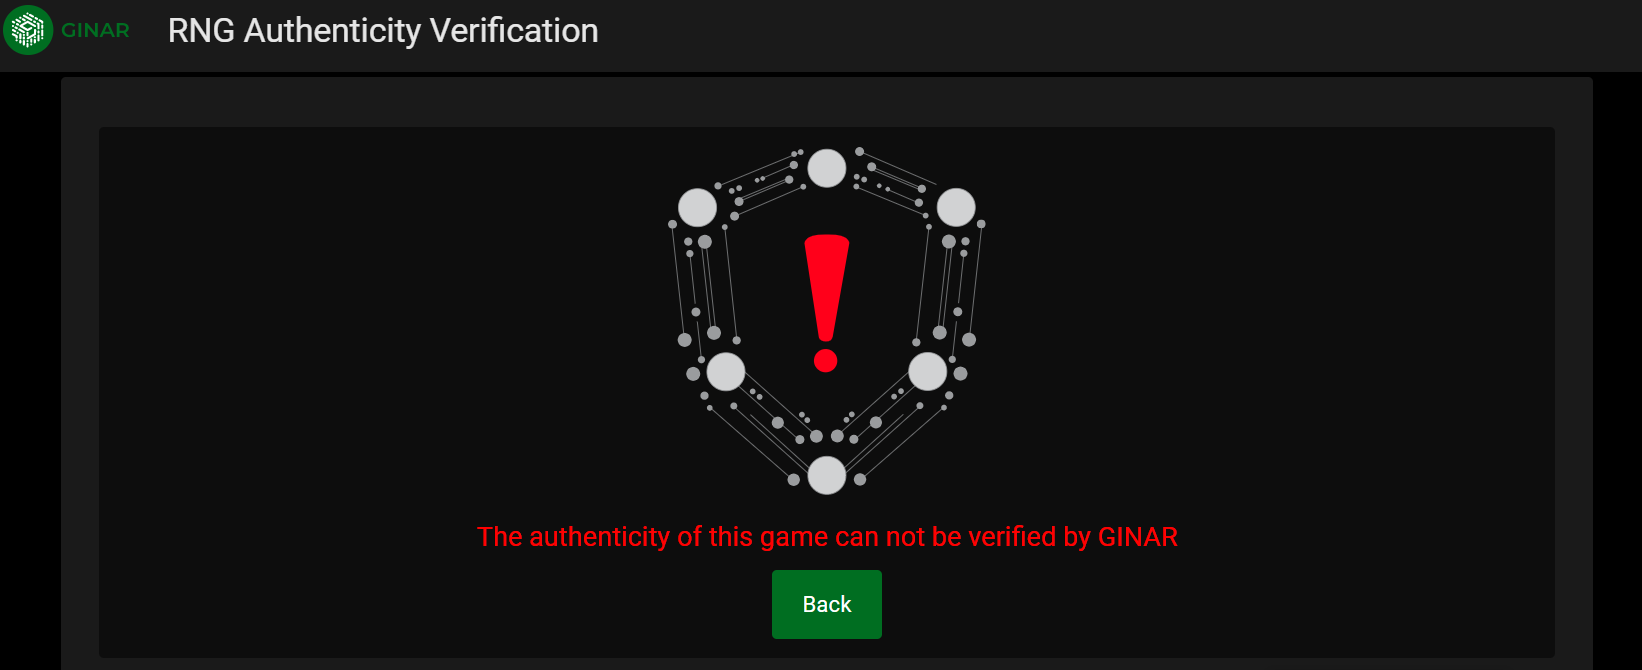 GINAR
RNG Authenticity Verification
The authenticity of this game can not be verified by GINAR
Back